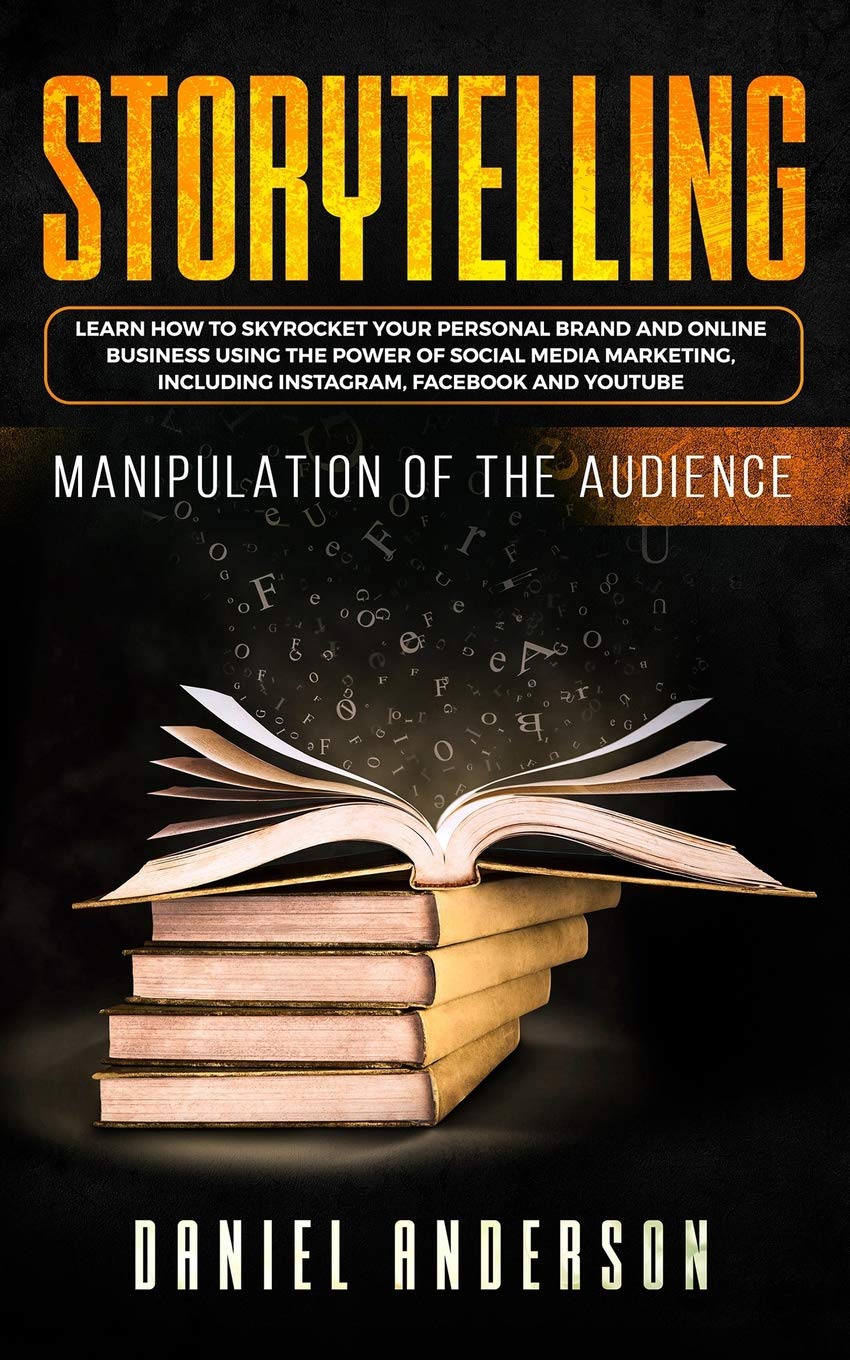 STORYTELLING
LEARN HOW TO SKYROCKET YOUR PERSONAL BRAND AND ONLINE
BUSINESS USING THE POWER OF SOCIAL MEDIA MARKETING,
INCLUDING INSTAGRAM, FACEBOOK AND YOUTUBE
MANIPULATION OF THE AUDIENCE
DANIEL ANDERSON